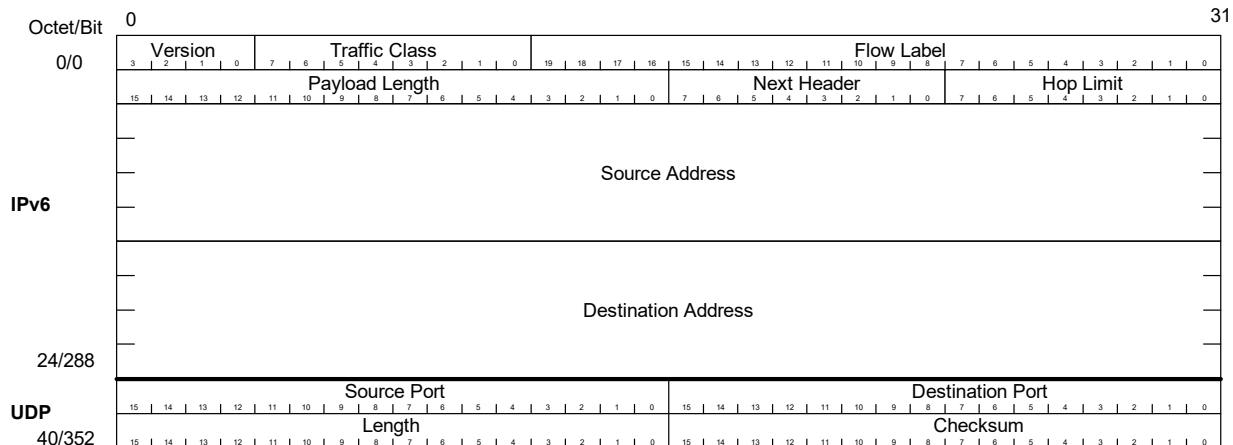 Octet/Bit 0 31
0/0 Version Traffic Class Flow Label
3 2 1 0 7 6 5 4 3 2 1 0 19 18 17 16 15 14 13 12 11 10 9 8 7 6 5 4 3 2 1 0
Payload Length Next Header Hop Limit
15 14 13 12 11 10 9 8 7 6 5 4 3 2 1 0 7 6 5 4 3 2 1 0 7 6 5 4 3 2 1 0
Source Address
IPv6
Destination Address
24/288
Source Port Destination Port
UDP 15 14 13 12 11 10 9 8 7 6 5 4 3 2 1 0 15 14 13 12 11 10 9 8 7 6 5 4 3 2 1 0
Length Checksum
40/352 15 14 13 12 11 10 9 8 7 6 5 4 3 2 1 0 15 14 13 12 11 10 9 8 7 6 5 4 3 2 1 0